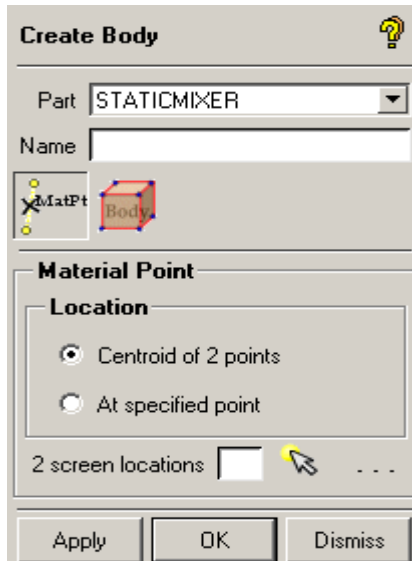 Create Body
Part STATICMIXER
Name
MatPt Body
Material Point
Location
Centroid of 2 points
At specified point
2 screen locations ...
Apply OK Dismiss